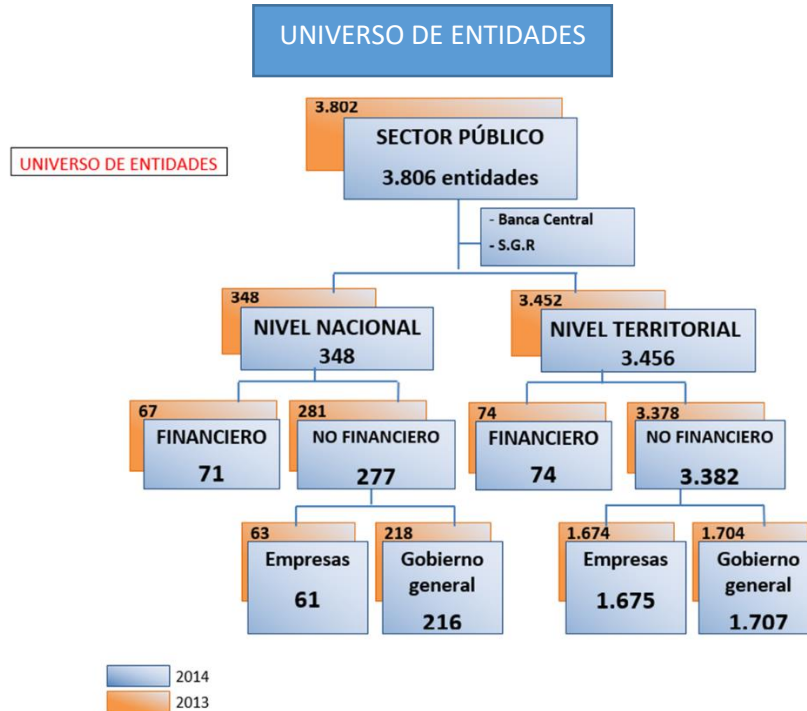 UNIVERSO DE ENTIDADES
3.802
SECTOR PÚBLICO
3.806 entidades
UNIVERSO DE ENTIDADES
- Banca Central
- S.G.R
348
NIVEL NACIONAL
348
3.452
NIVEL TERRITORIAL
3.456
67
FINANCIERO
71
281
NO FINANCIERO
277
74
FINANCIERO
74
3.378
NO FINANCIERO
3.382
63
Empresas
61
218
Gobierno
general
216
1.674
Empresas
1.675
1.704
Gobierno
general
1.707
2014
2013